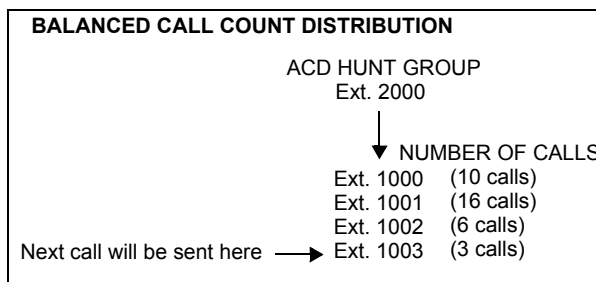 BALANCED CALL COUNT DISTRIBUTION
ACD HUNT GROUP
Ext. 2000
NUMBER OF CALLS
Ext. 1000 (10 calls)
Ext. 1001 (16 calls)
Ext. 1002 (6 calls)
Next call will be sent here Ext. 1003 (3 calls)